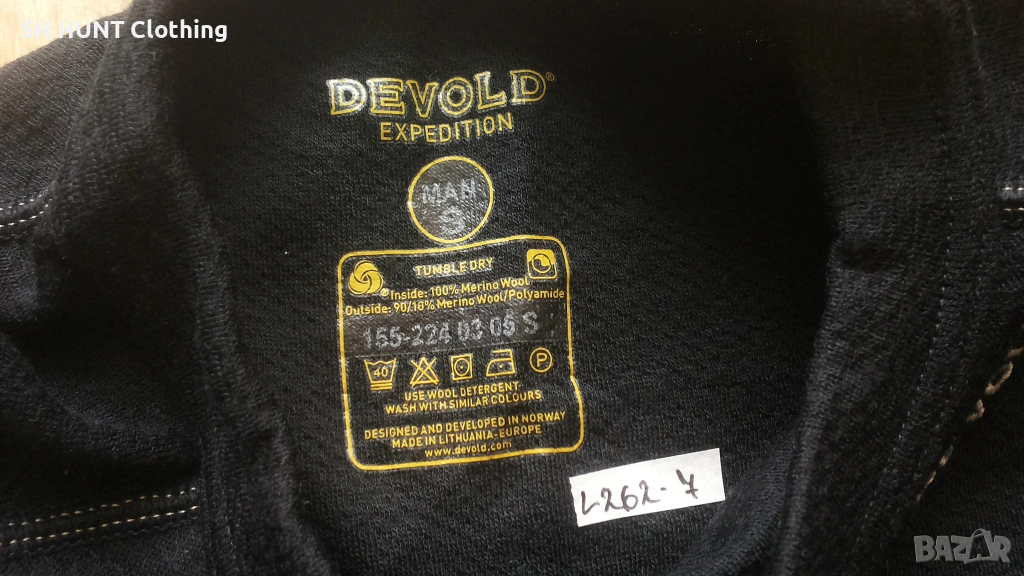 SH HUNT Clothing
DEVOLD®
EXPEDITION
MAN
S
TUMBLE DRY
® Inside: 100% Merino Wool
Outside: 90/10% Merino Wool/Polyamide
155-224 03 05 S
40
P
USE WOOL DETERGENT
WASH WITH SIMILAR COLOURS
DESIGNED AND DEVELOPED IN NORWAY
MADE IN LITHUANIA-EUROPE
www.devold.com
L262-7
BAZAR